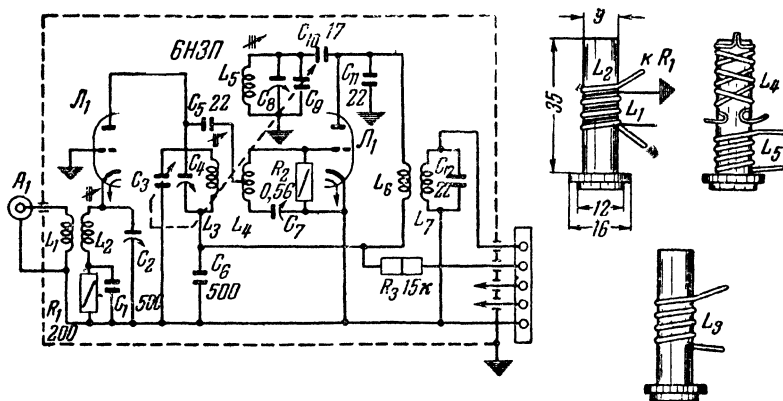 6НЗП
C10 17
Л1
C5 22
L5
C8
C9
C11
22
Л1
C3
C4
L3
L4
R2
0,56
C7
L6
L7
C12
22
A1
L1
L2
C2
500
R1
200
C1
500
C6
500
R3 15к
9
35
L2
к R1
L1
12
16
L4
L5
L3